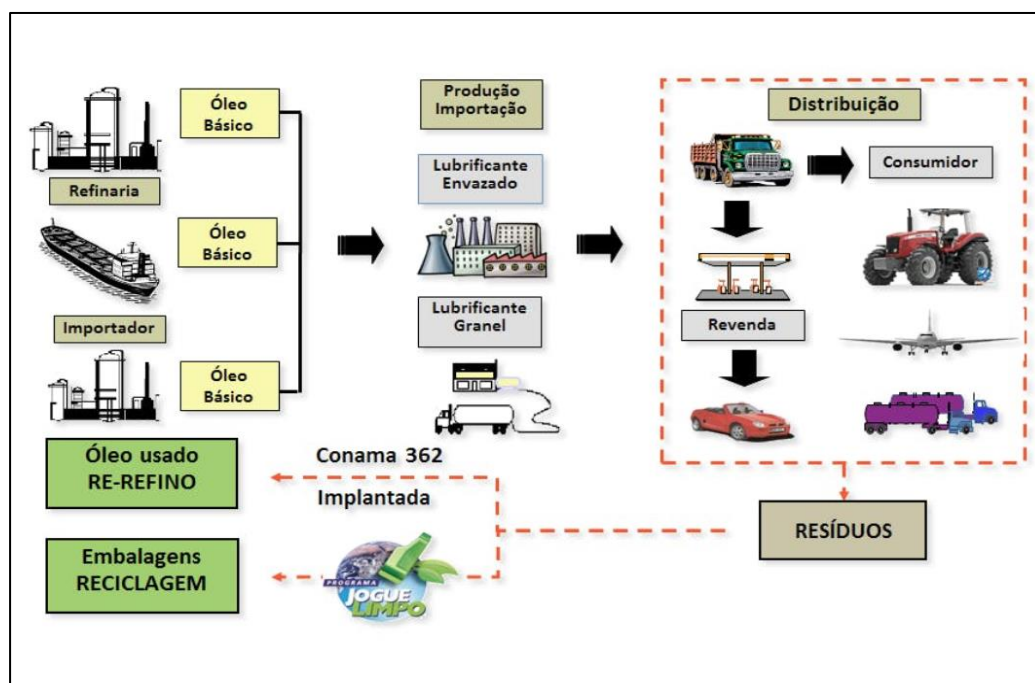 Óleo
Básico
Refinaria
Óleo
Básico
Importador
Óleo
Básico
Produção
Importação
Lubrificante
Envazado
Lubrificante
Granel
Distribuição
Consumidor
Revenda
RESÍDUOS
Óleo usado
RE-REFINO
Conama 362
Implantada
Embalagens
RECICLAGEM
PROGRAMA
JOGUE
LIMPO